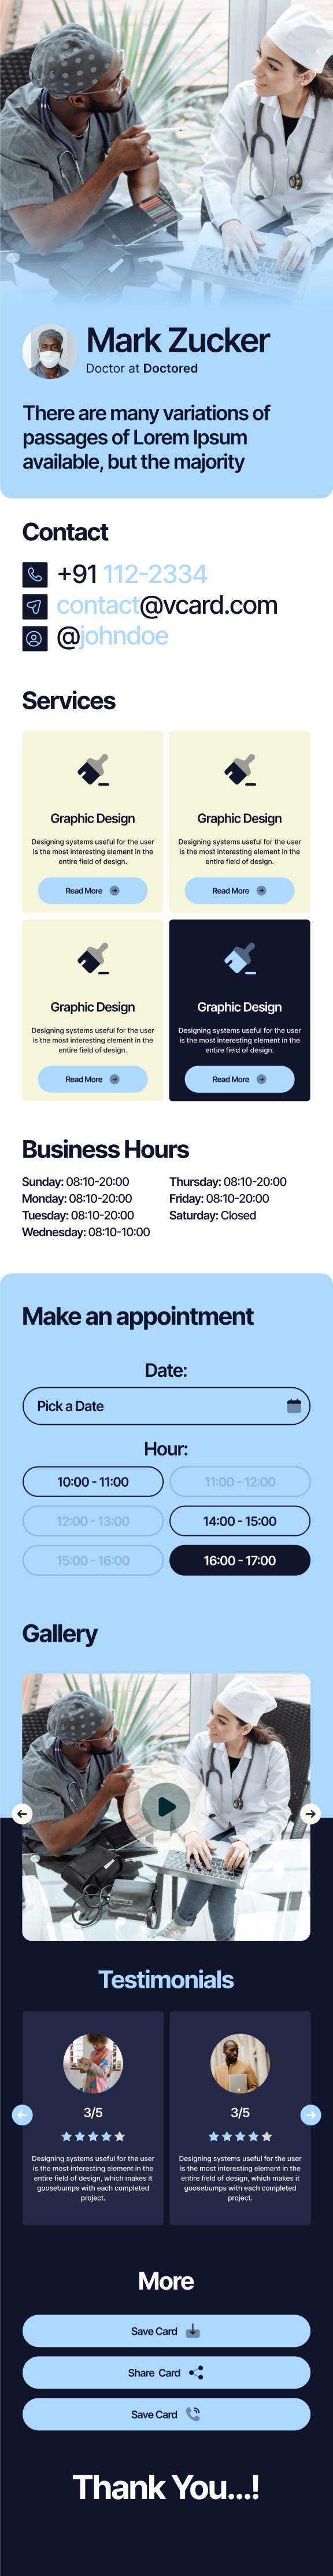 Mark Zucker
Doctor at Doctored
There are many variations of
passages of Lorem Ipsum
available, but the majority
Contact
+91 112-2334
contact@vcard.com
@johndoe
Services
Graphic Design
Designing systems useful for the user
is the most interesting element in the
entire field of design.
Read More
Graphic Design
Designing systems useful for the user
is the most interesting element in the
entire field of design.
Read More
Graphic Design
Designing systems useful for the user
is the most interesting element in the
entire field of design.
Read More
Graphic Design
Designing systems useful for the user
is the most interesting element in the
entire field of design.
Read More
Business Hours
Sunday: 08:10-20:00
Monday: 08:10-20:00
Tuesday: 08:10-20:00
Wednesday: 08:10-10:00
Thursday: 08:10-20:00
Friday: 08:10-20:00
Saturday: Closed
Make an appointment
Date:
Pick a Date
Hour:
10:00 - 11:00
11:00 - 12:00
12:00 - 13:00
14:00 - 15:00
15:00 - 16:00
16:00 - 17:00
Gallery
Testimonials
3/5
Designing systems useful for the user
is the most interesting element in the
entire field of design, which makes it
goosebumps with each completed
project.
3/5
Designing systems useful for the user
is the most interesting element in the
entire field of design, which makes it
goosebumps with each completed
project.
More
Save Card
Share Card
Save Card
Thank You...!